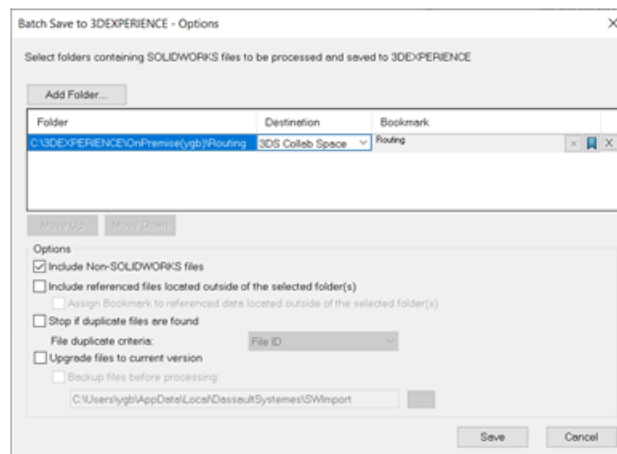 Batch Save to 3DEXPERIENCE - Options
Select folders containing SOLIDWORKS files to be processed and saved to 3DEXPERIENCE
Add Folder...
Folder Destination Bookmark
C:\3DEXPERIENCE\OnPremise(ygb)\Routing 3DS Collab Space Routing
Move Up Move Down
Options
Include Non-SOLIDWORKS files
Include referenced files located outside of the selected folder(s)
Assign Bookmark to referenced data located outside of the selected folder(s)
Stop if duplicate files are found
File duplicate criteria: File ID
Upgrade files to current version
Backup files before processing:
C:\Users\ygb\AppData\Local\DassaultSystemes\SWImport
Save Cancel